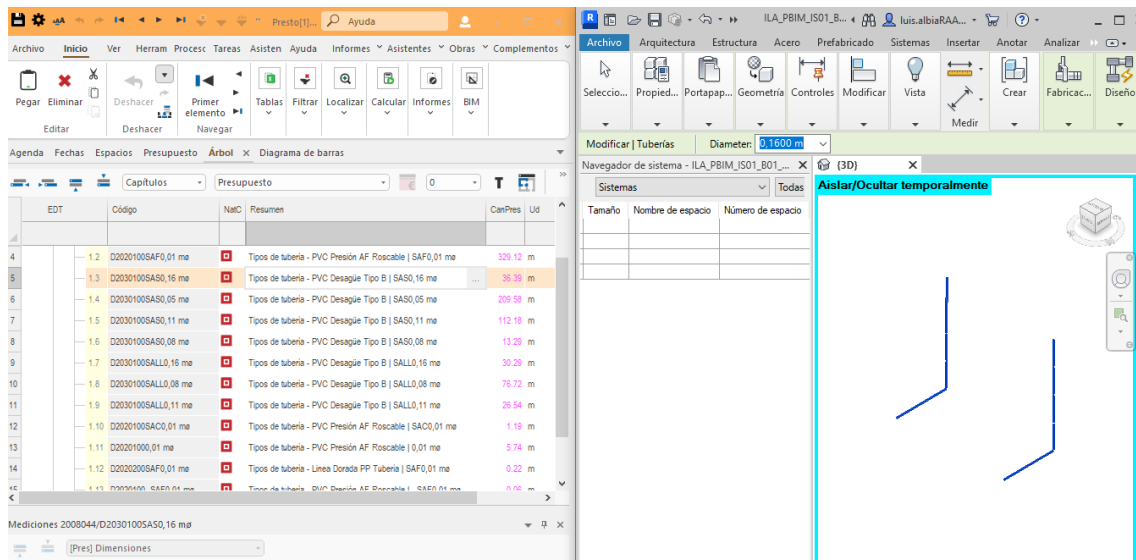 Presto[1]...
Ayuda
Archivo Inicio Ver Herram Procesc Tareas Asisten Ayuda Informes Asistentes Obras Complementos
Pegar Eliminar
Deshacer
Primer elemento
Tablas Filtrar Localizar Calcular Informes BIM
Editar Deshacer Navegar
Agenda Fechas Espacios Presupuesto Árbol × Diagrama de barras
Capítulos Presupuesto € 0 T
EDT Código NatC Resumen CanPres Ud
4 1.2 D2020100SAF0,01 mø Tipos de tubería - PVC Presión AF Roscable | SAF0,01 mø 329.12 m
5 1.3 D2030100SAS0,16 mø Tipos de tubería - PVC Desagüe Tipo B | SAS0,16 mø ... 36.39 m
6 1.4 D2030100SAS0,05 mø Tipos de tubería - PVC Desagüe Tipo B | SAS0,05 mø 209.58 m
7 1.5 D2030100SAS0,11 mø Tipos de tubería - PVC Desagüe Tipo B | SAS0,11 mø 112.18 m
8 1.6 D2030100SAS0,08 mø Tipos de tubería - PVC Desagüe Tipo B | SAS0,08 mø 13.29 m
9 1.7 D2030100SALL0,16 mø Tipos de tubería - PVC Desagüe Tipo B | SALL0,16 mø 30.29 m
10 1.8 D2030100SALL0,08 mø Tipos de tubería - PVC Desagüe Tipo B | SALL0,08 mø 76.72 m
11 1.9 D2030100SALL0,11 mø Tipos de tubería - PVC Desagüe Tipo B | SALL0,11 mø 26.54 m
12 1.10 D2020100SAC0,01 mø Tipos de tubería - PVC Presión AF Roscable | SAC0,01 mø 1.19 m
13 1.11 D20201000,01 mø Tipos de tubería - PVC Presión AF Roscable | 0,01 mø 5.74 m
14 1.12 D2020200SAF0,01 mø Tipos de tubería - Linea Dorada PP Tubería | SAF0,01 mø 0.22 m
Mediciones 2008044/D2030100SAS0,16 mø
[Pres] Dimensiones
ILA_PBIM_IS01_B... luis.albiaRAA...
Archivo Arquitectura Estructura Acero Prefabricado Sistemas Insertar Anotar Analizar
Seleccio... Propied... Portapap... Geometría Controles Modificar Vista Medir Crear Fabricac... Diseño
Modificar | Tuberías Diameter: 0,1600 m
Navegador de sistema - ILA_PBIM_IS01_B01_... {3D}
Sistemas Todas
Aislar/Ocultar temporalmente
Tamaño Nombre de espacio Número de espacio